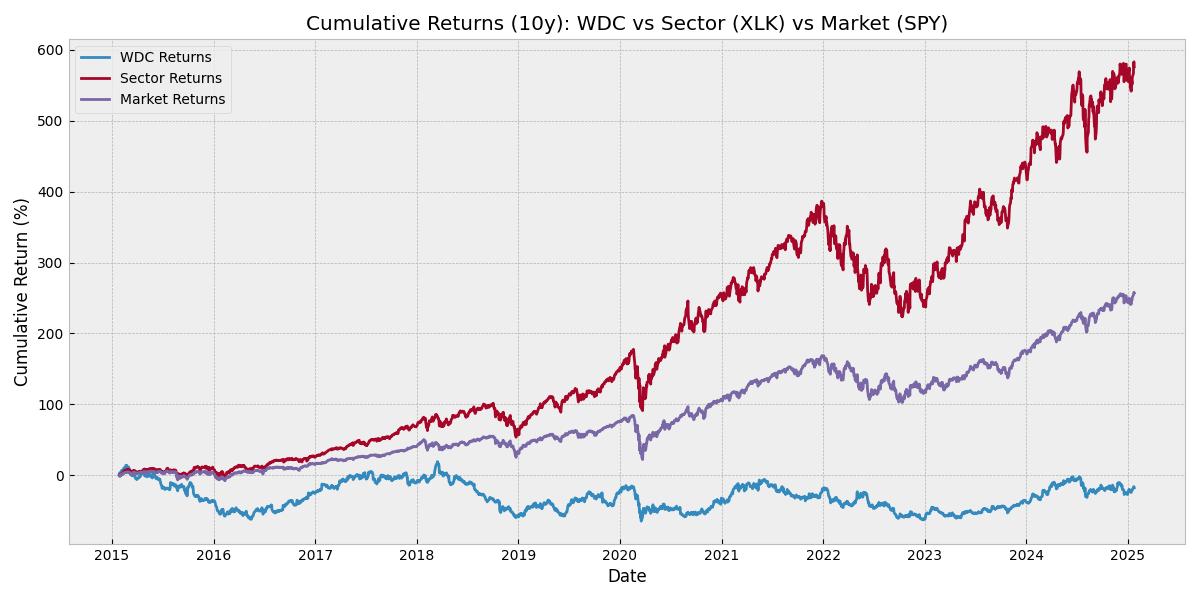 Cumulative Returns (10y): WDC vs Sector (XLK) vs Market (SPY)
WDC Returns
Sector Returns
Market Returns
Cumulative Return (%)
600
500
400
300
200
100
0
2015 2016 2017 2018 2019 2020 2021 2022 2023 2024 2025
Date